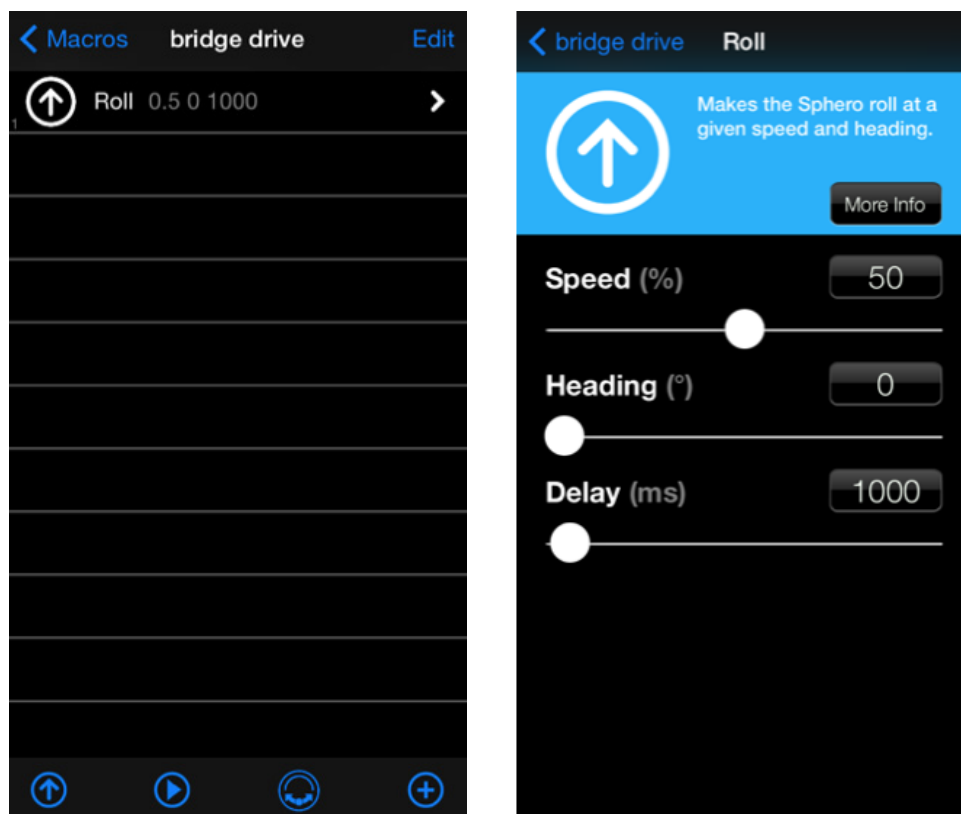 Macros bridge drive Edit
Roll 0.5 0 1000
1
bridge drive Roll
Makes the Sphero roll at a
given speed and heading.
More Info
Speed (%) 50
Heading (°) 0
Delay (ms) 1000